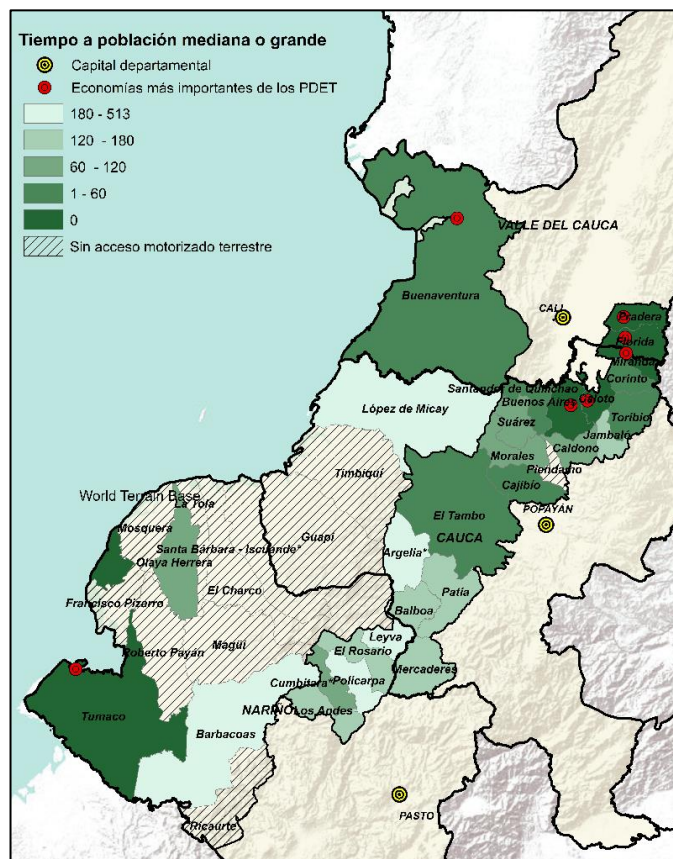 Tiempo a población mediana o grande
Capital departamental
Economías más importantes de los PDET
180 - 513
120 - 180
60 - 120
1 - 60
0
Sin acceso motorizado terrestre
VALLE DEL CAUCA
Buenaventura
CALI
Pradera
Florida
Miranda
Corinto
Santander de Quilichao
Buenos Aires
Caloto
López de Micay
Suárez
Toribio
Jambaló
Morales
Caldono
Piendamó
Timbiquí
Cajibío
World Terrain Base
La Tola
El Tambo
POPAYÁN
Mosquera
Guapi
CAUCA
Santa Bárbara - Iscuande*
Argelia*
Olaya Herrera
El Charco
Patía
Francisco Pizarro
Balboa
Magüí
Leyva
Roberto Payán
El Rosario
Mercaderes
Cumbitara*
Policarpa
Tumaco
NARIÑO
Los Andes
Barbacoas
PASTO
Ricaurte